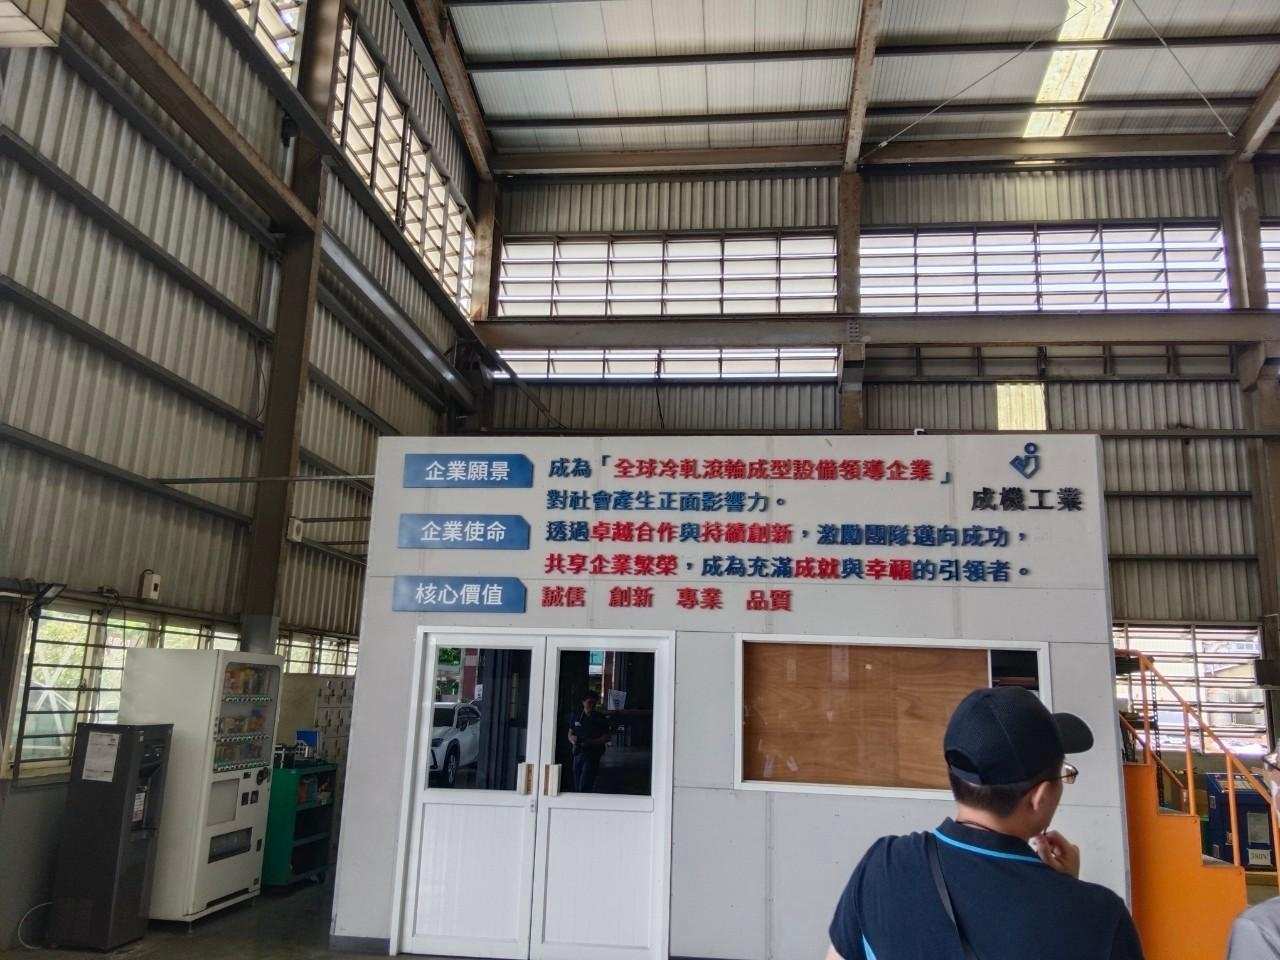 企業願景
成為「全球冷軋滾輪成型設備領導企業」
對社會產生正面影響力。
成機工業
企業使命
透過卓越合作與持續創新，激勵團隊邁向成功，
共享企業繁榮，成為充滿成就與幸福的引領者。
核心價值
誠信 創新 專業 品質
380V